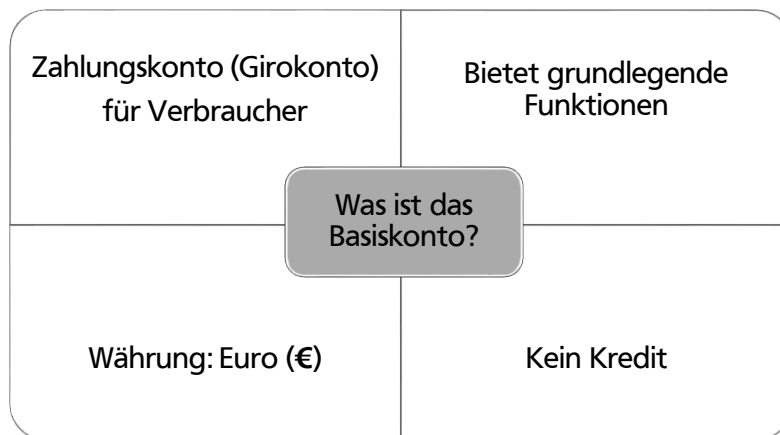 Zahlungskonto (Girokonto)
für Verbraucher
Bietet grundlegende
Funktionen
Was ist das
Basiskonto?
Währung: Euro (€)
Kein Kredit